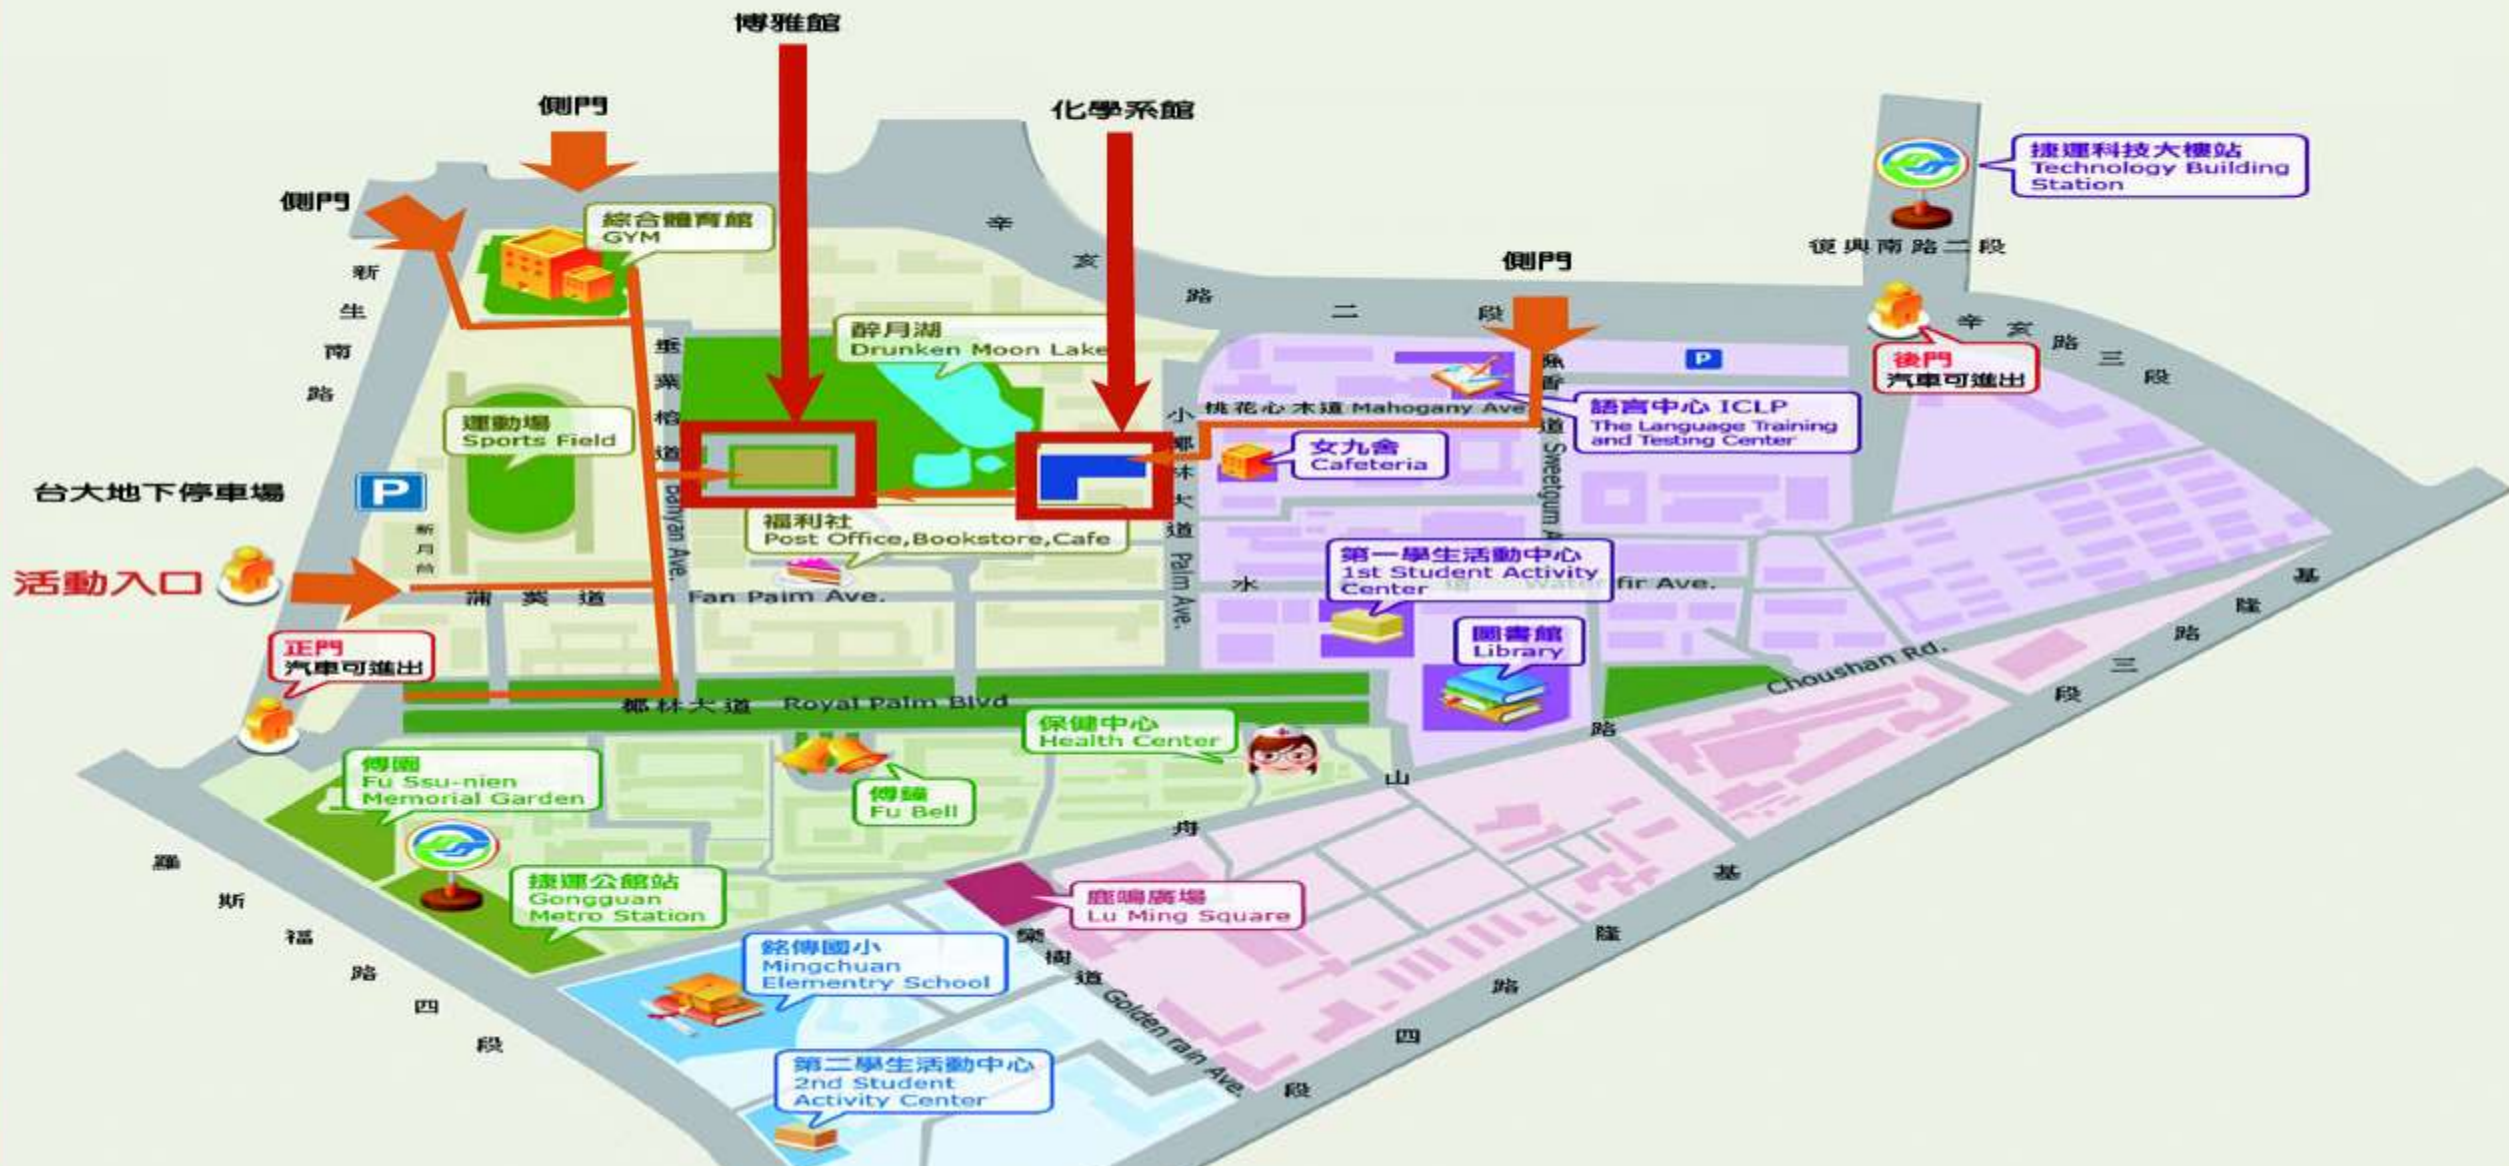 博雅館
側門
化學系館
側門
捷運科技大樓站
Technology Building
Station
綜合體育館
GYM
辛亥路二段
復興南路二段
側門
新生南路
醉月湖
Drunken Moon Lake
垂葉榕道
Banyan Ave.
辛亥路三段
後門
汽車可進出
P
運動場
Sports Field
小椰林大道 Palm Ave.
桃花心木道 Mahogany Ave
語言中心 ICLP
The Language Training
and Testing Center
道 Sweetgum A
女九舍
Cafeteria
台大地下停車場
P
新月台
福利社
Post Office,Bookstore,Cafe
活動入口
蒲葵道 Fan Palm Ave.
水道 Water fir Ave.
第一學生活動中心
1st Student Activity
Center
正門
汽車可進出
圖書館
Library
椰林大道 Royal Palm Blvd
Choushan Rd.
基隆路三段
保健中心
Health Center
傅園
Fu Ssu-nien
Memorial Garden
傅鐘
Fu Bell
舟山路
羅斯福路四段
捷運公館站
Gongguan
Metro Station
鹿鳴廣場
Lu Ming Square
銘傳國小
Mingchuan
Elementry School
欒樹道 Golden rain Ave.
基隆路四段
第二學生活動中心
2nd Student
Activity Center